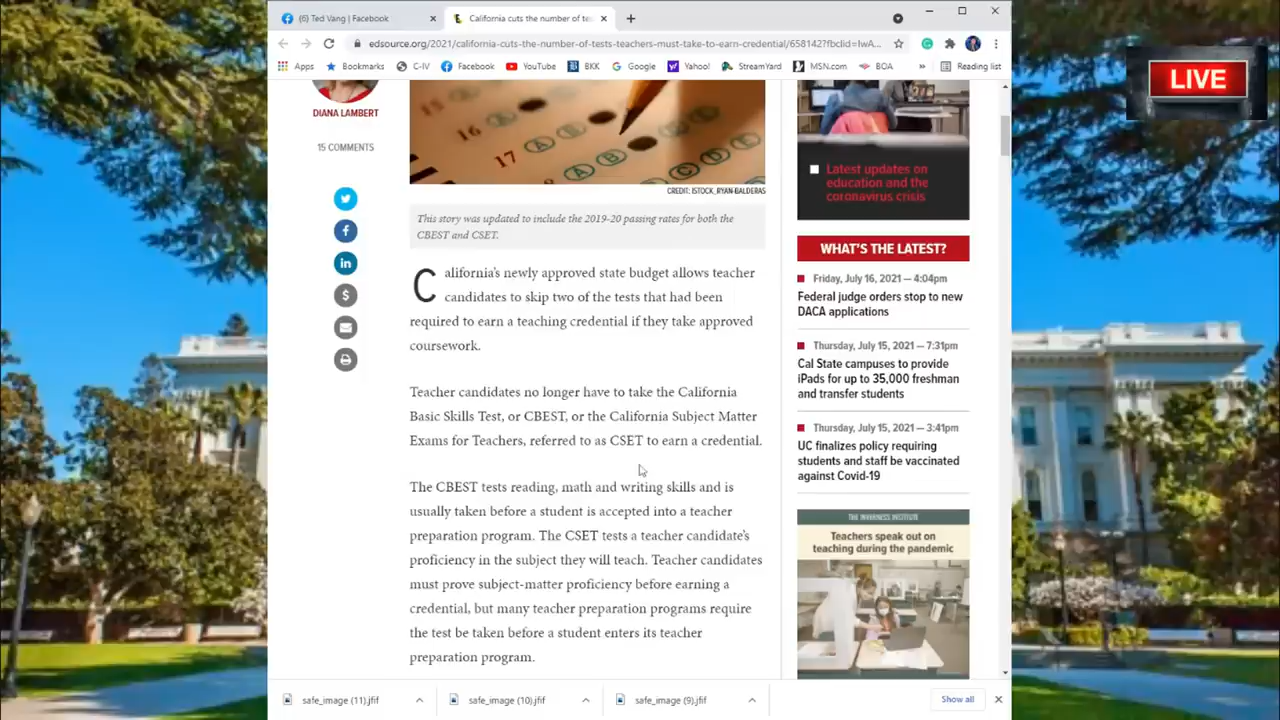 (6) Ted Vang | Facebook
California cuts the number of te
edsource.org/2021/california-cuts-the-number-of-tests-teachers-must-take-to-earn-credential/658142?fbclid=IwA...
Apps Bookmarks C-IV Facebook YouTube BKK Google Yahoo! StreamYard MSN.com BOA » Reading list
LIVE
DIANA LAMBERT
15 COMMENTS
15
16
17 A B
A B C D E
CREDIT: ISTOCK_RYAN-BALDERAS
This story was updated to include the 2019-20 passing rates for both the
CBEST and CSET.
California's newly approved state budget allows teacher
candidates to skip two of the tests that had been
required to earn a teaching credential if they take approved
coursework.
Teacher candidates no longer have to take the California
Basic Skills Test, or CBEST, or the California Subject Matter
Exams for Teachers, referred to as CSET to earn a credential.
The CBEST tests reading, math and writing skills and is
usually taken before a student is accepted into a teacher
preparation program. The CSET tests a teacher candidate's
proficiency in the subject they will teach. Teacher candidates
must prove subject-matter proficiency before earning a
credential, but many teacher preparation programs require
the test be taken before a student enters its teacher
preparation program.
Latest updates on
education and the
coronavirus crisis
WHAT'S THE LATEST?
Friday, July 16, 2021 — 4:04pm
Federal judge orders stop to new
DACA applications
Thursday, July 15, 2021 — 7:31pm
Cal State campuses to provide
iPads for up to 35,000 freshman
and transfer students
Thursday, July 15, 2021 — 3:41pm
UC finalizes policy requiring
students and staff be vaccinated
against Covid-19
THE INVERNESS INSTITUTE
Teachers speak out on
teaching during the pandemic
safe_image (11).jfif
safe_image (10).jfif
safe_image (9).jfif
Show all